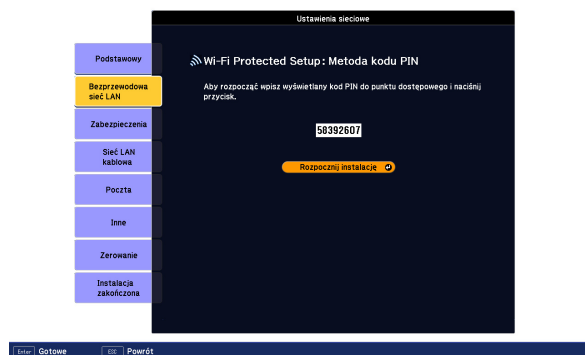 Ustawienia sieciowe
Podstawowy
Bezprzewodowa
sieć LAN
Zabezpieczenia
Sieć LAN
kablowa
Poczta
Inne
Zerowanie
Instalacja
zakończona
Wi-Fi Protected Setup: Metoda kodu PIN
Aby rozpocząć wpisz wyświetlany kod PIN do punktu dostępowego i naciśnij
przycisk.
58392607
Rozpocznij instalację
Enter Gotowe ESC Powrót